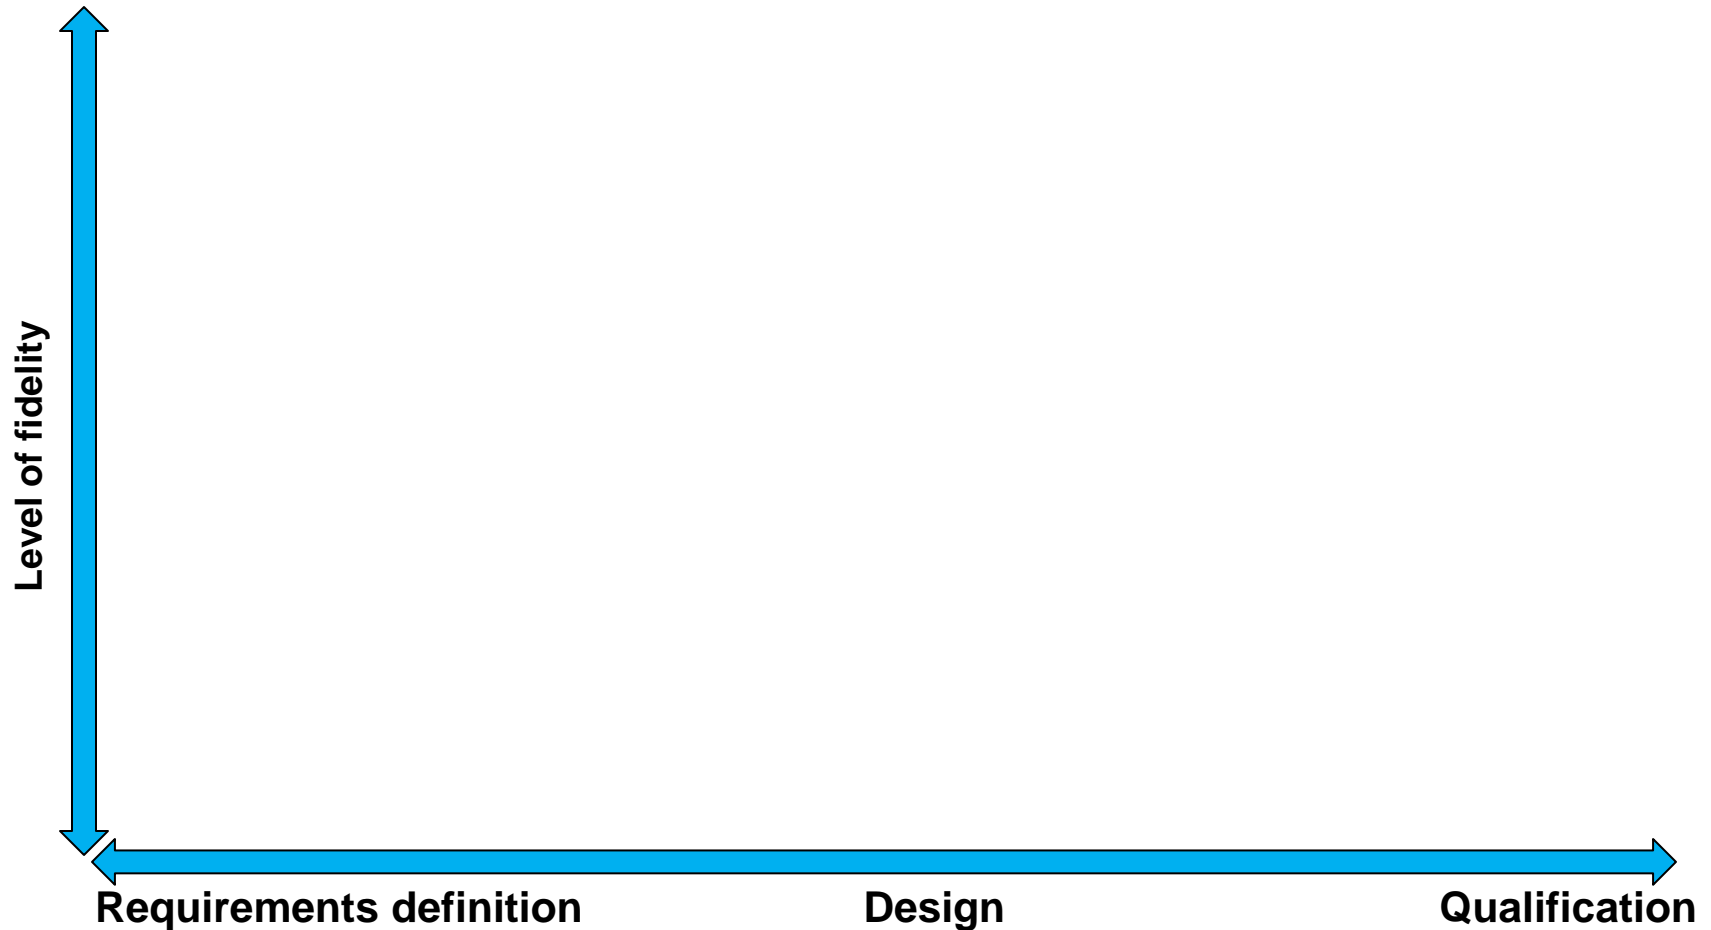 Level of fidelity
Requirements definition
Design
Qualification